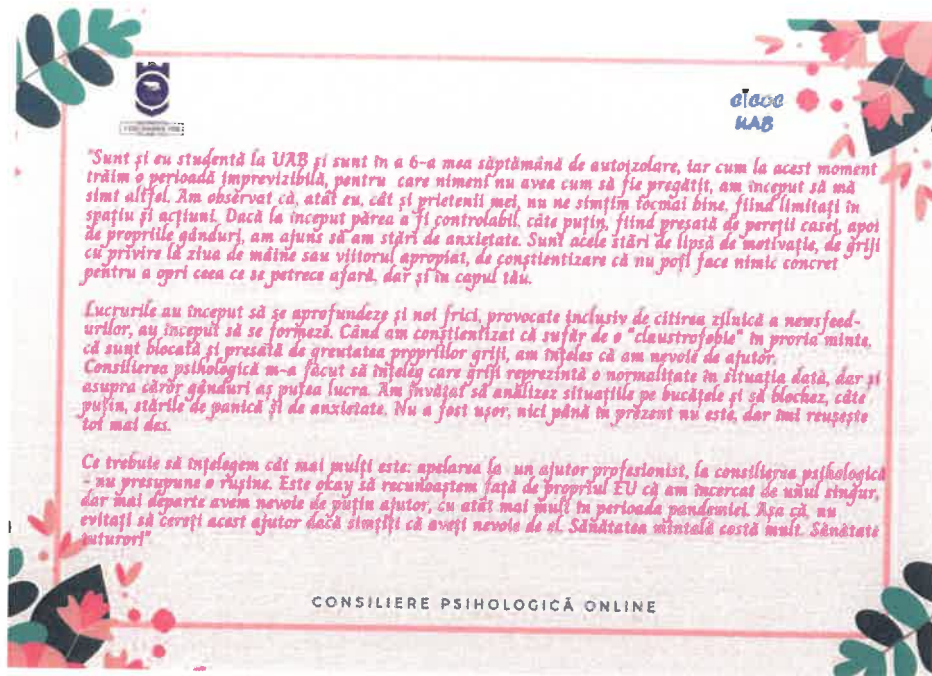 CICOC
UAB
"Sunt și eu studentă la UAB și sunt în a 6-a mea săptămână de autoizolare, iar cum la acest moment
trăim o perioadă imprevizibilă, pentru care nimeni nu avea cum să fie pregătit, am început să mă
simt altfel. Am observat că, atât eu, cât și prietenii mei, nu ne simțim tocmai bine, fiind limitați în
spațiu și acțiuni. Dacă la început părea a fi controlabil, câte puțin, fiind presată de pereții casei, apoi
de propriile gânduri, am ajuns să am stări de anxietate. Sunt acele stări de lipsă de motivație, de griji
cu privire la ziua de mâine sau viitorul apropiat, de conștientizare că nu poți face nimic concret
pentru a opri ceea ce se petrece afară, dar și în capul tău.
Lucrurile au început să se aprofundeze și noi frici, provocate inclusiv de citirea zilnică a newsfeed-
urilor, au început să se formeze. Când am conștientizat că sufăr de o "claustrofobie" în proria minte,
că sunt blocată și presată de greutatea propriilor griji, am înțeles că am nevoie de ajutor.
Consilierea psihologică m-a făcut să înțeleg care griji reprezintă o normalitate în situația dată, dar și
asupra căror gânduri aș putea lucra. Am învățat să analizez situațiile pe bucățele și să blochez, câte
puțin, stările de panică și de anxietate. Nu a fost ușor, nici până în prezent nu este, dar îmi reușește
tot mai des.
Ce trebuie să înțelegem cât mai mulți este: apelarea la un ajutor profesionist, la consilierea psihologică
- nu presupune o rușine. Este okay să recunoaștem față de propriul EU că am încercat de unul singur,
dar mai departe avem nevoie de puțin ajutor, cu atât mai mult în perioada pandemiei. Așa că, nu
evitați să cereți acest ajutor dacă simțiți că aveți nevoie de el. Sănătatea mintală costă mult. Sănătate
tuturor!"
CONSILIERE PSIHOLOGICĂ ONLINE